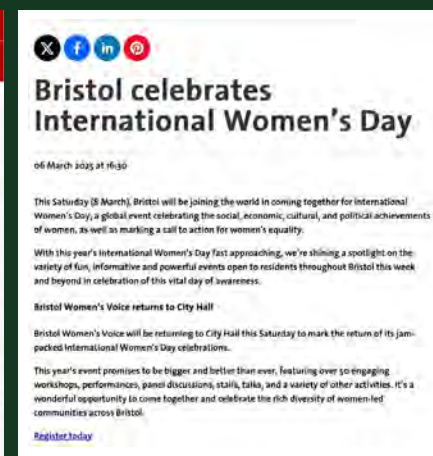 Bristol celebrates
International Women's Day
06 March 2025 at 16:30
This Saturday (8 March), Bristol will be joining the world in coming together for International
Women's Day, a global event celebrating the social, economic, cultural, and political achievements
of women, as well as marking a call to action for women's equality.
With this year's International Women's Day fast approaching, we're shining a spotlight on the
variety of fun, informative and powerful events open to residents throughout Bristol this week
and beyond in celebration of this vital day of awareness.
Bristol Women's Voice returns to City Hall
Bristol Women's Voice will be returning to City Hall this Saturday to mark the return of its jam-
packed International Women's Day celebrations.
This year's event promises to be bigger and better than ever, featuring over 50 engaging
workshops, performances, panel discussions, stalls, talks, and a variety of other activities. It's a
wonderful opportunity to come together and celebrate the rich diversity of women-led
communities across Bristol.
Register today